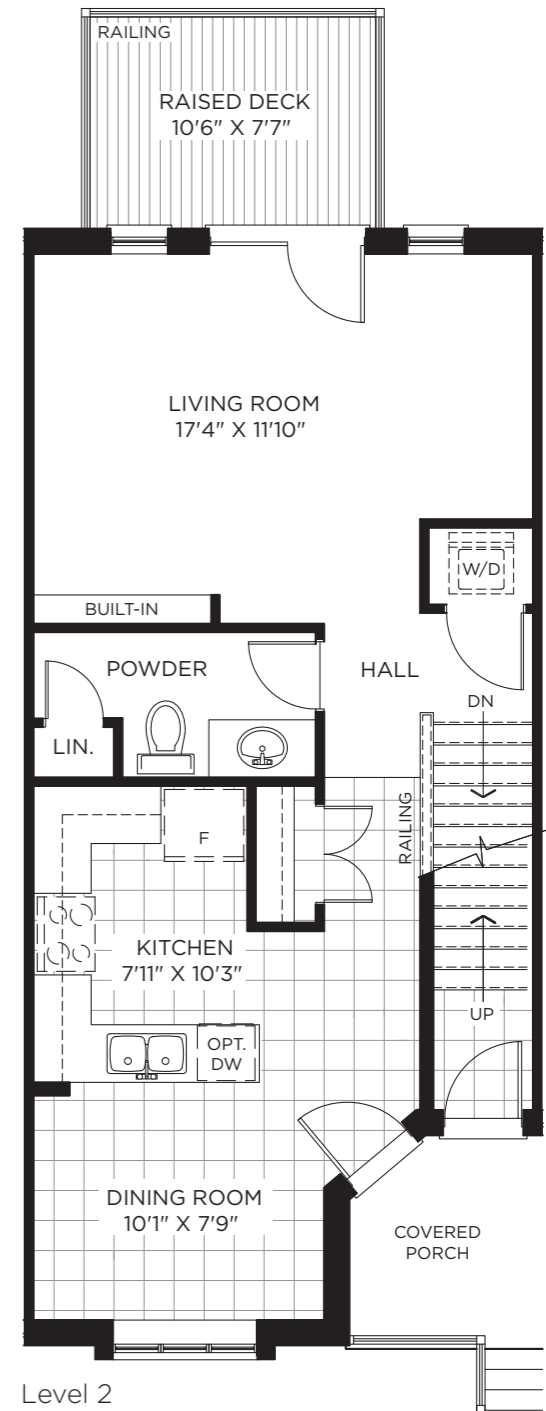 RAILING
RAISED DECK
10'6" X 7'7"
LIVING ROOM
17'4" X 11'10"
W/D
BUILT-IN
POWDER
HALL
DN
LIN.
RAILING
F
KITCHEN
7'11" X 10'3"
UP
OPT.
DW
DINING ROOM
10'1" X 7'9"
COVERED
PORCH
Level 2